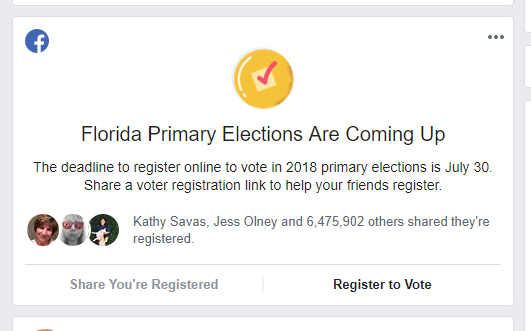 Florida Primary Elections Are Coming Up
The deadline to register online to vote in 2018 primary elections is July 30.
Share a voter registration link to help your friends register.
Kathy Savas, Jess Olney and 6,475,902 others shared they're
registered.
Share You're Registered
Register to Vote